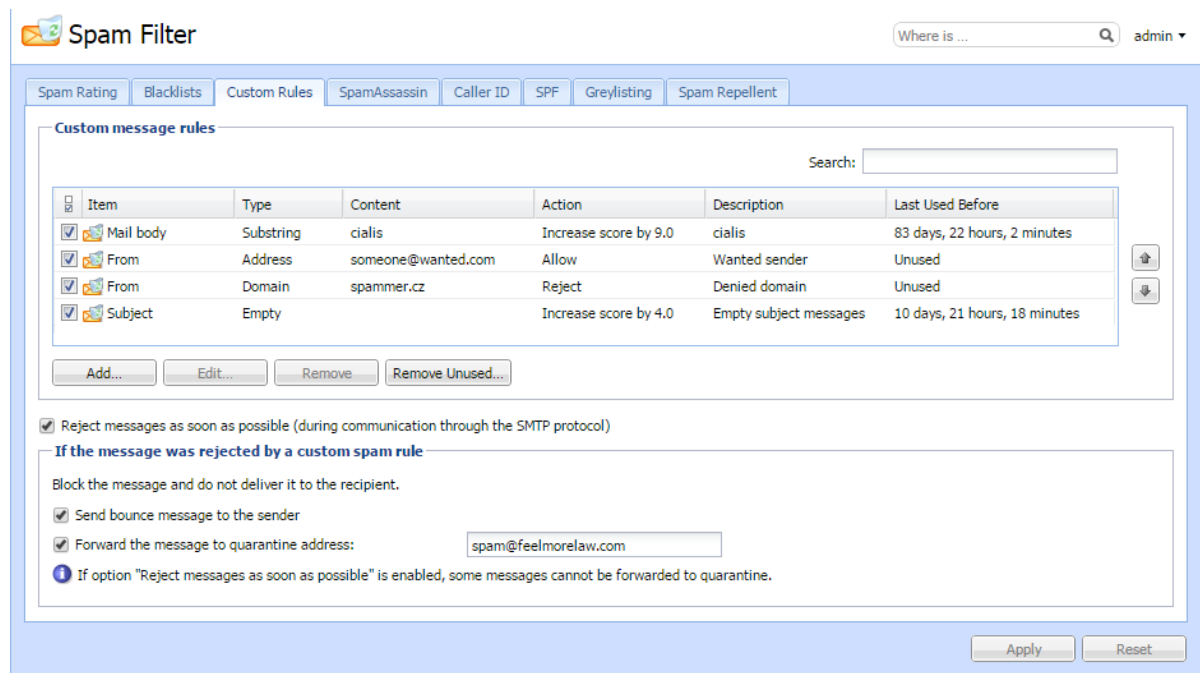 Spam Filter
Where is ...
admin
Spam Rating Blacklists Custom Rules SpamAssassin Caller ID SPF Greylisting Spam Repellent
Custom message rules
Search:
Item Type Content Action Description Last Used Before
Mail body Substring cialis Increase score by 9.0 cialis 83 days, 22 hours, 2 minutes
From Address someone@wanted.com Allow Wanted sender Unused
From Domain spammer.cz Reject Denied domain Unused
Subject Empty Increase score by 4.0 Empty subject messages 10 days, 21 hours, 18 minutes
Add... Edit... Remove Remove Unused...
Reject messages as soon as possible (during communication through the SMTP protocol)
If the message was rejected by a custom spam rule
Block the message and do not deliver it to the recipient.
Send bounce message to the sender
Forward the message to quarantine address: spam@feelmorelaw.com
If option "Reject messages as soon as possible" is enabled, some messages cannot be forwarded to quarantine.
Apply Reset